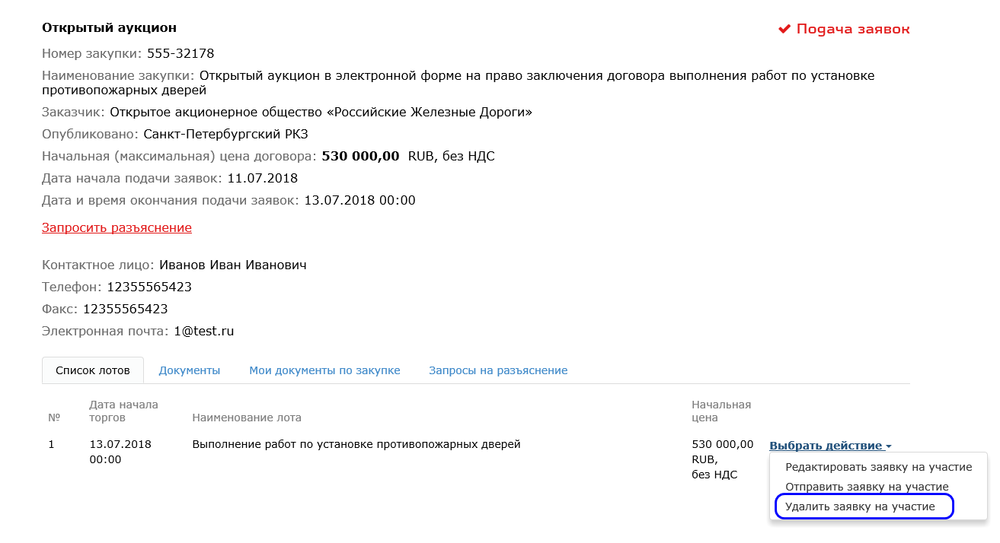 Открытый аукцион
Подача заявок
Номер закупки: 555-32178
Наименование закупки: Открытый аукцион в электронной форме на право заключения договора выполнения работ по установке
противопожарных дверей
Заказчик: Открытое акционерное общество «Российские Железные Дороги»
Опубликовано: Санкт-Петербургский РКЗ
Начальная (максимальная) цена договора: 530 000,00 RUB, без НДС
Дата начала подачи заявок: 11.07.2018
Дата и время окончания подачи заявок: 13.07.2018 00:00
Запросить разъяснение
Контактное лицо: Иванов Иван Иванович
Телефон: 12355565423
Факс: 12355565423
Электронная почта: 1@test.ru
Список лотов Документы Мои документы по закупке Запросы на разъяснение
№
Дата начала
торгов
Наименование лота
Начальная
цена
1
13.07.2018
00:00
Выполнение работ по установке противопожарных дверей
530 000,00
RUB,
без НДС
Выбрать действие
Редактировать заявку на участие
Отправить заявку на участие
Удалить заявку на участие